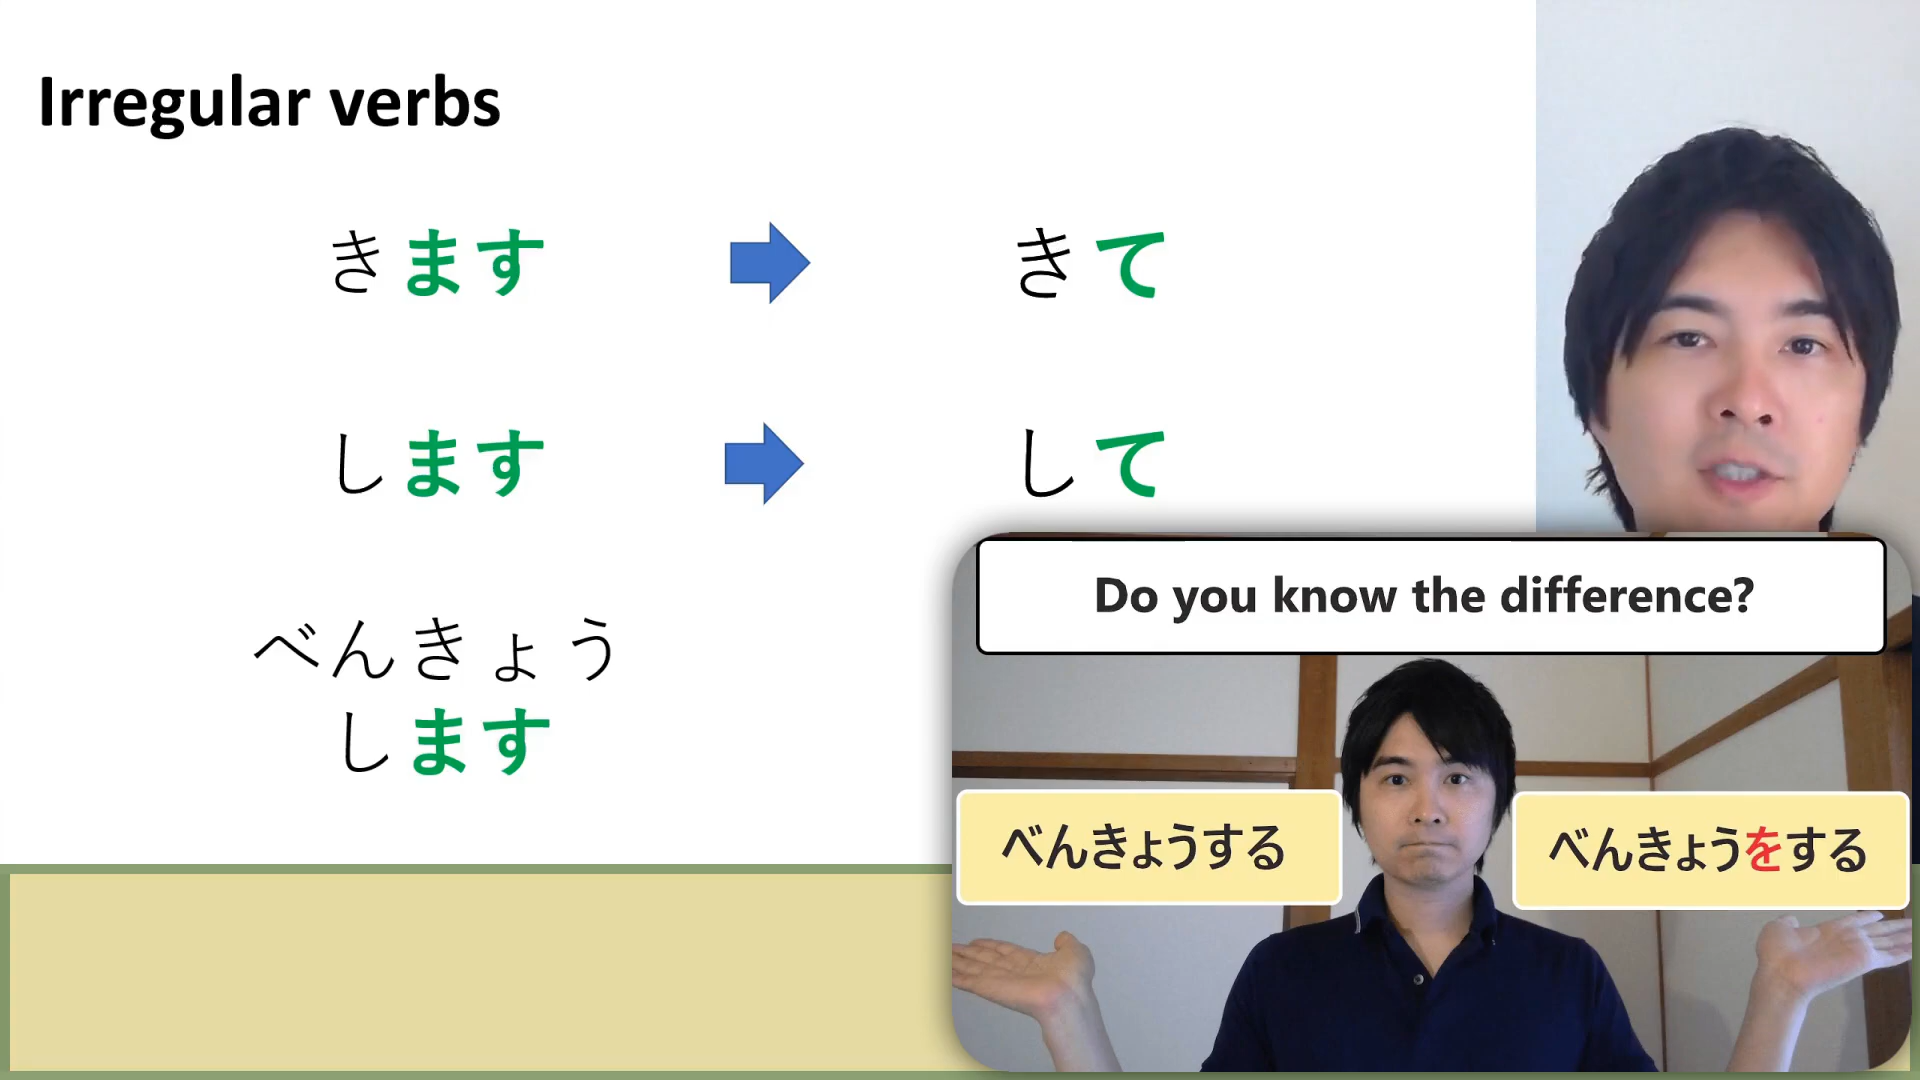 Irregular verbs
きます
きて
します
して
べんきょう
します
Do you know the difference?
べんきょうする
べんきょうをする